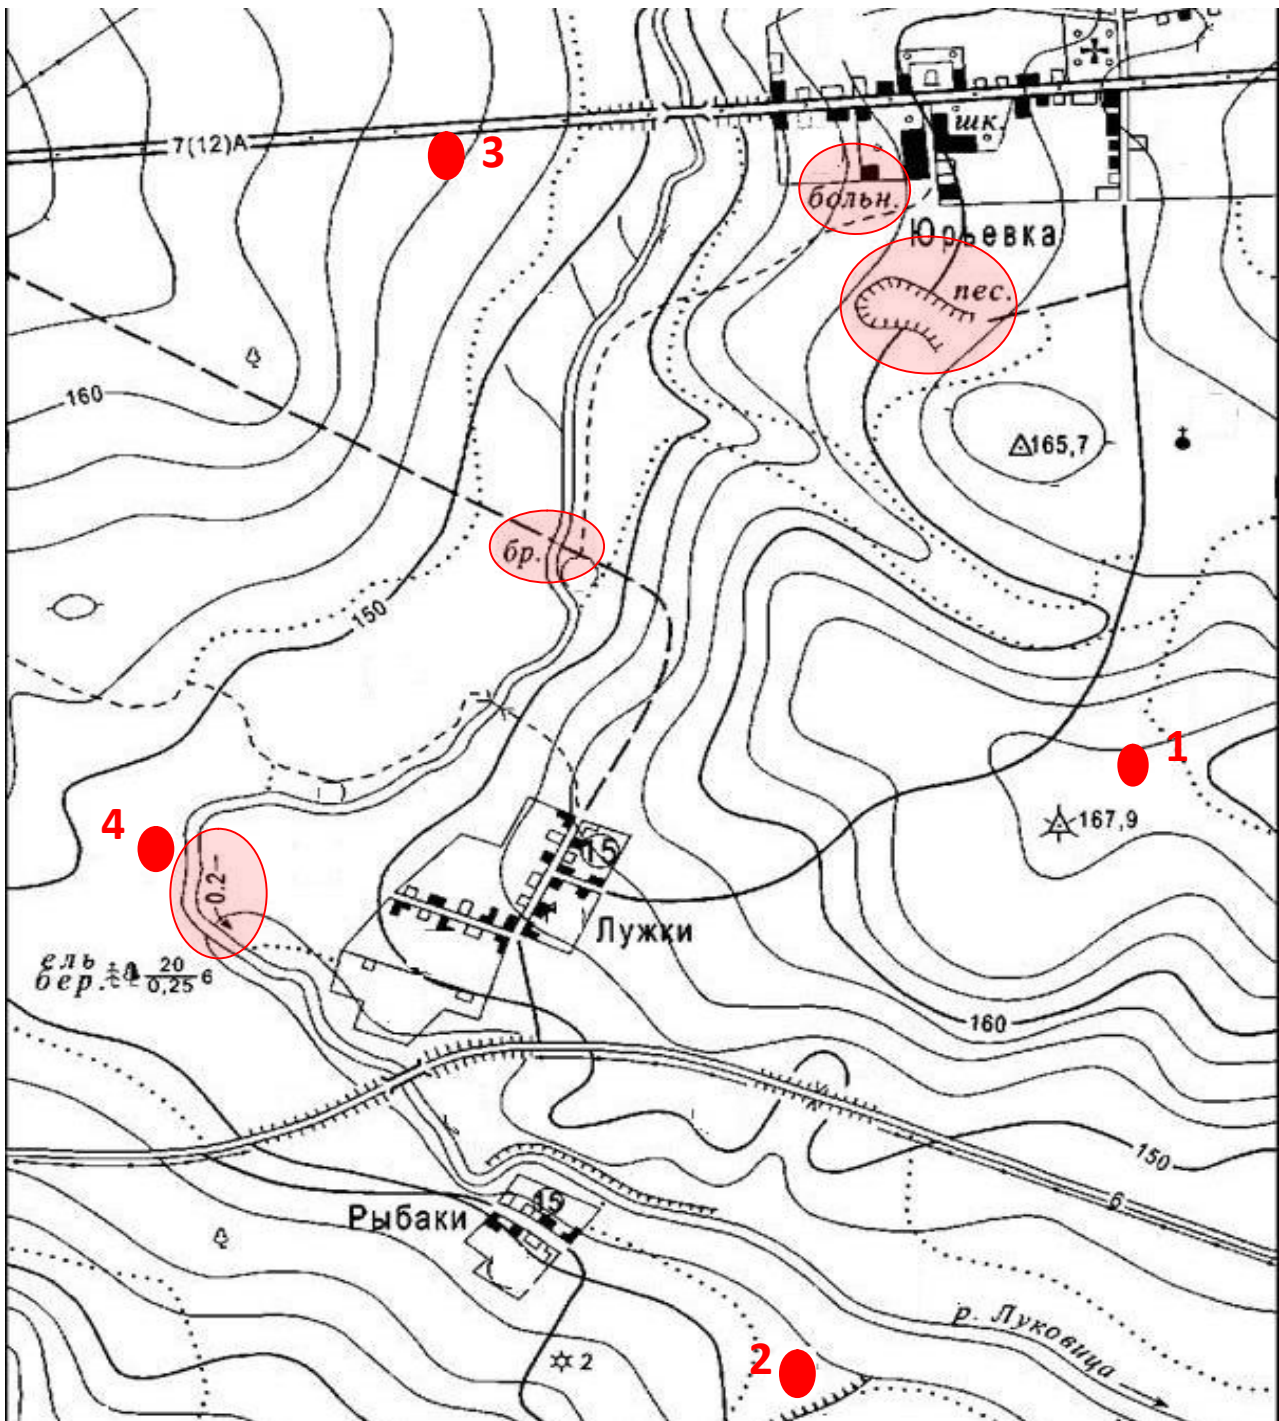 шк.
7(12)А
3
больн.
Юрьевка
пес.
160
165,7
бр.
150
1
167,9
4
15
0.2
Лужки
ель
бер.
20
0,25
6
160
150
6
Рыбаки
15
р. Луковица
2
2